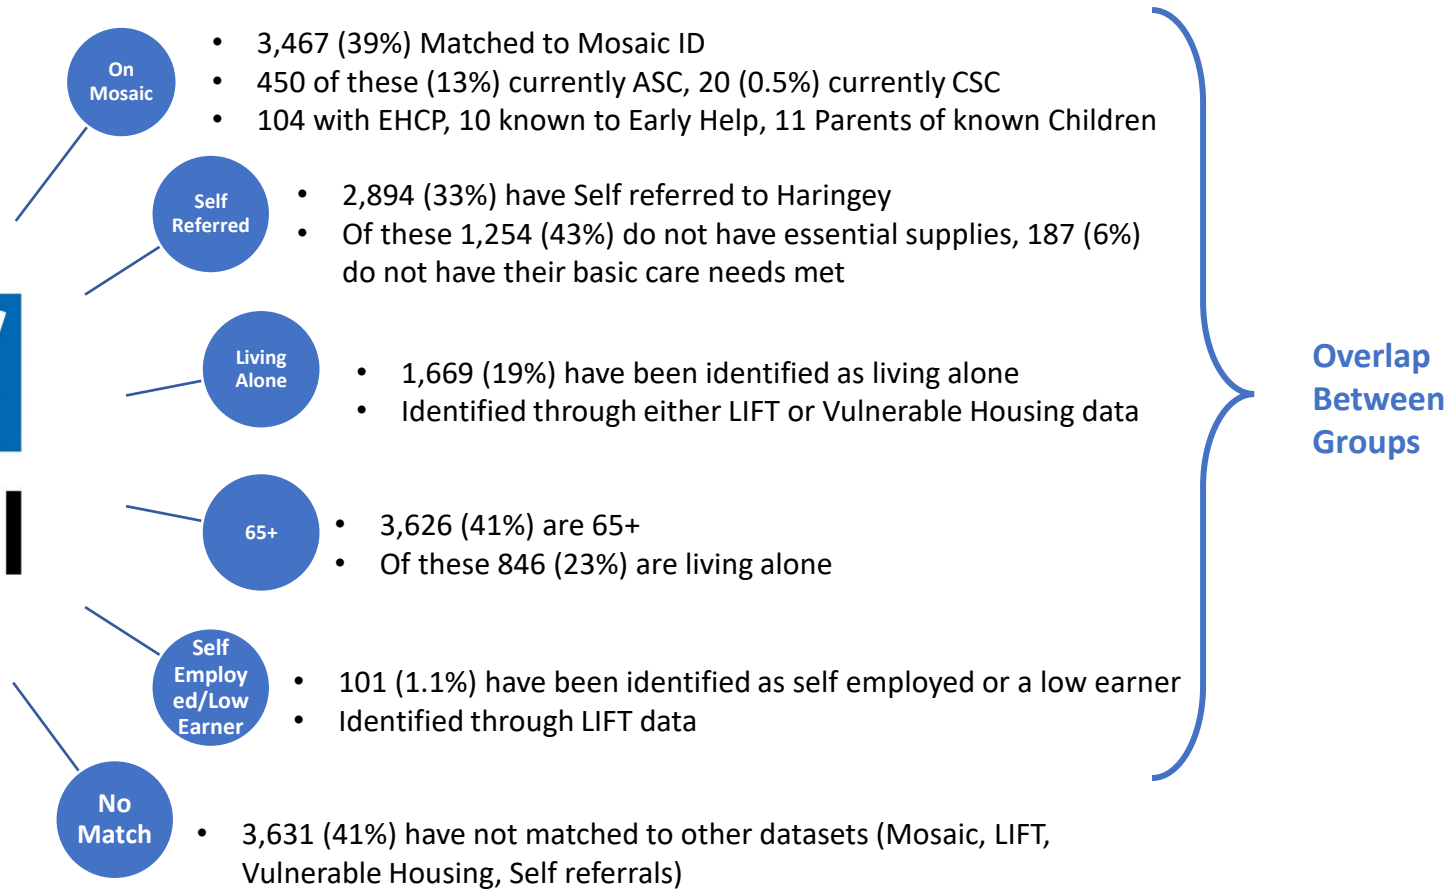 On
Mosaic
• 3,467 (39%) Matched to Mosaic ID
• 450 of these (13%) currently ASC, 20 (0.5%) currently CSC
• 104 with EHCP, 10 known to Early Help, 11 Parents of known Children
Self
Referred
• 2,894 (33%) have Self referred to Haringey
• Of these 1,254 (43%) do not have essential supplies, 187 (6%)
do not have their basic care needs met
Living
Alone
• 1,669 (19%) have been identified as living alone
• Identified through either LIFT or Vulnerable Housing data
65+
• 3,626 (41%) are 65+
• Of these 846 (23%) are living alone
Self
Employ
ed/Low
Earner
• 101 (1.1%) have been identified as self employed or a low earner
• Identified through LIFT data
No
Match
• 3,631 (41%) have not matched to other datasets (Mosaic, LIFT,
Vulnerable Housing, Self referrals)
Overlap
Between
Groups